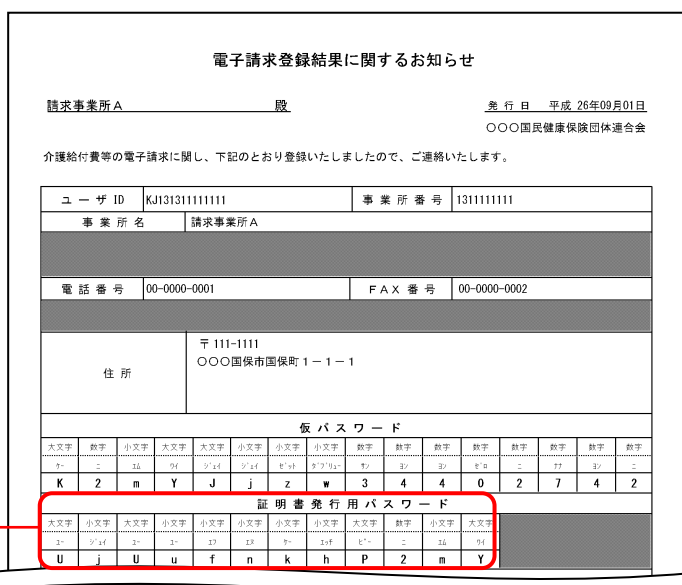 電子請求登録結果に関するお知らせ
請求事業所A 殿
発行日 平成 26年09月01日
○○○国民健康保険団体連合会
介護給付費等の電子請求に関し、下記のとおり登録いたしましたので、ご連絡いたします。
ユーザID KJ131311111111 事業所番号 1311111111
事業所名 請求事業所A
電話番号 00-0000-0001 FAX番号 00-0000-0002
〒 111-1111
住所 ○○○国保市国保町1-1-1
仮パスワード
大文字 数字 小文字 大文字 大文字 小文字 小文字 小文字 数字 数字 数字 数字 数字 数字 数字 数字
ケー ニ エム ワイ ジェイ ジェイ ゼット ダブリュー サン ヨン ヨン ゼロ ニ ナナ ヨン ニ
K 2 m Y J j z w 3 4 4 0 2 7 4 2
証明書発行用パスワード
大文字 小文字 大文字 小文字 小文字 小文字 小文字 小文字 大文字 数字 小文字 大文字
ユー ジェイ ユー ユー エフ エヌ ケー エッチ ピー ニ エム ワイ
U j U u f n k h P 2 m Y